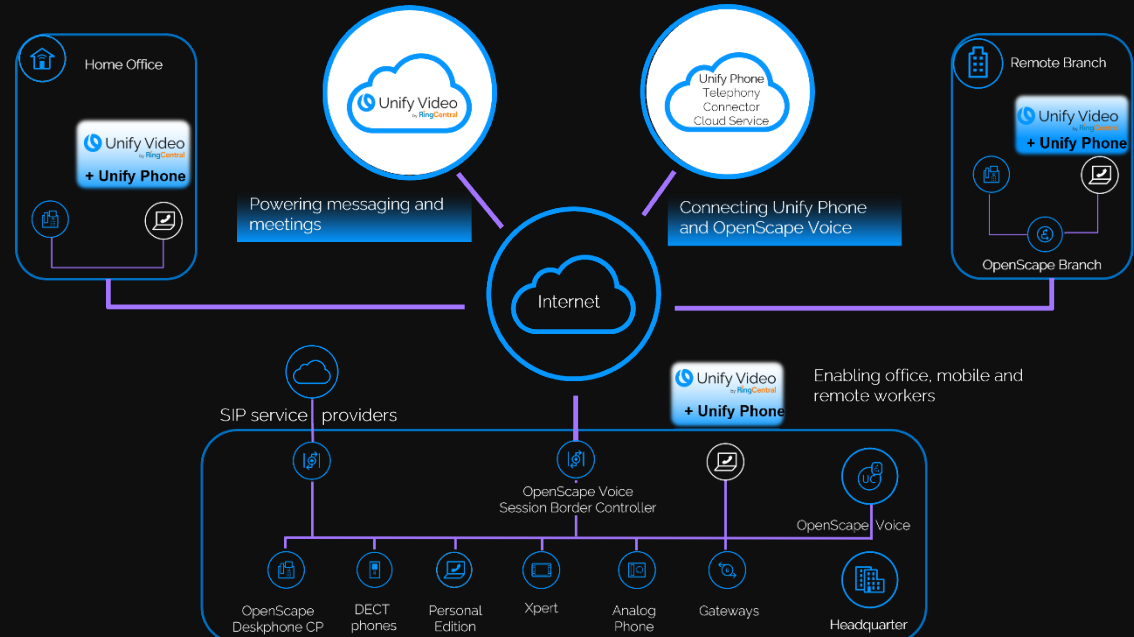 Home Office
Unify Video
by RingCentral
+ Unify Phone
Unify Video
by RingCentral
Unify Phone
Telephony
Connector
Cloud Service
Remote Branch
Unify Video
by RingCentral
+ Unify Phone
OpenScape Branch
Powering messaging and
meetings
Connecting Unify Phone
and OpenScape Voice
Internet
SIP service providers
Unify Video
by RingCentral
+ Unify Phone
Enabling office, mobile and
remote workers
OpenScape Voice
Session Border Controller
UC
OpenScape Voice
OpenScape
Deskphone CP
DECT
phones
Personal
Edition
Xpert
Analog
Phone
Gateways
Headquarter